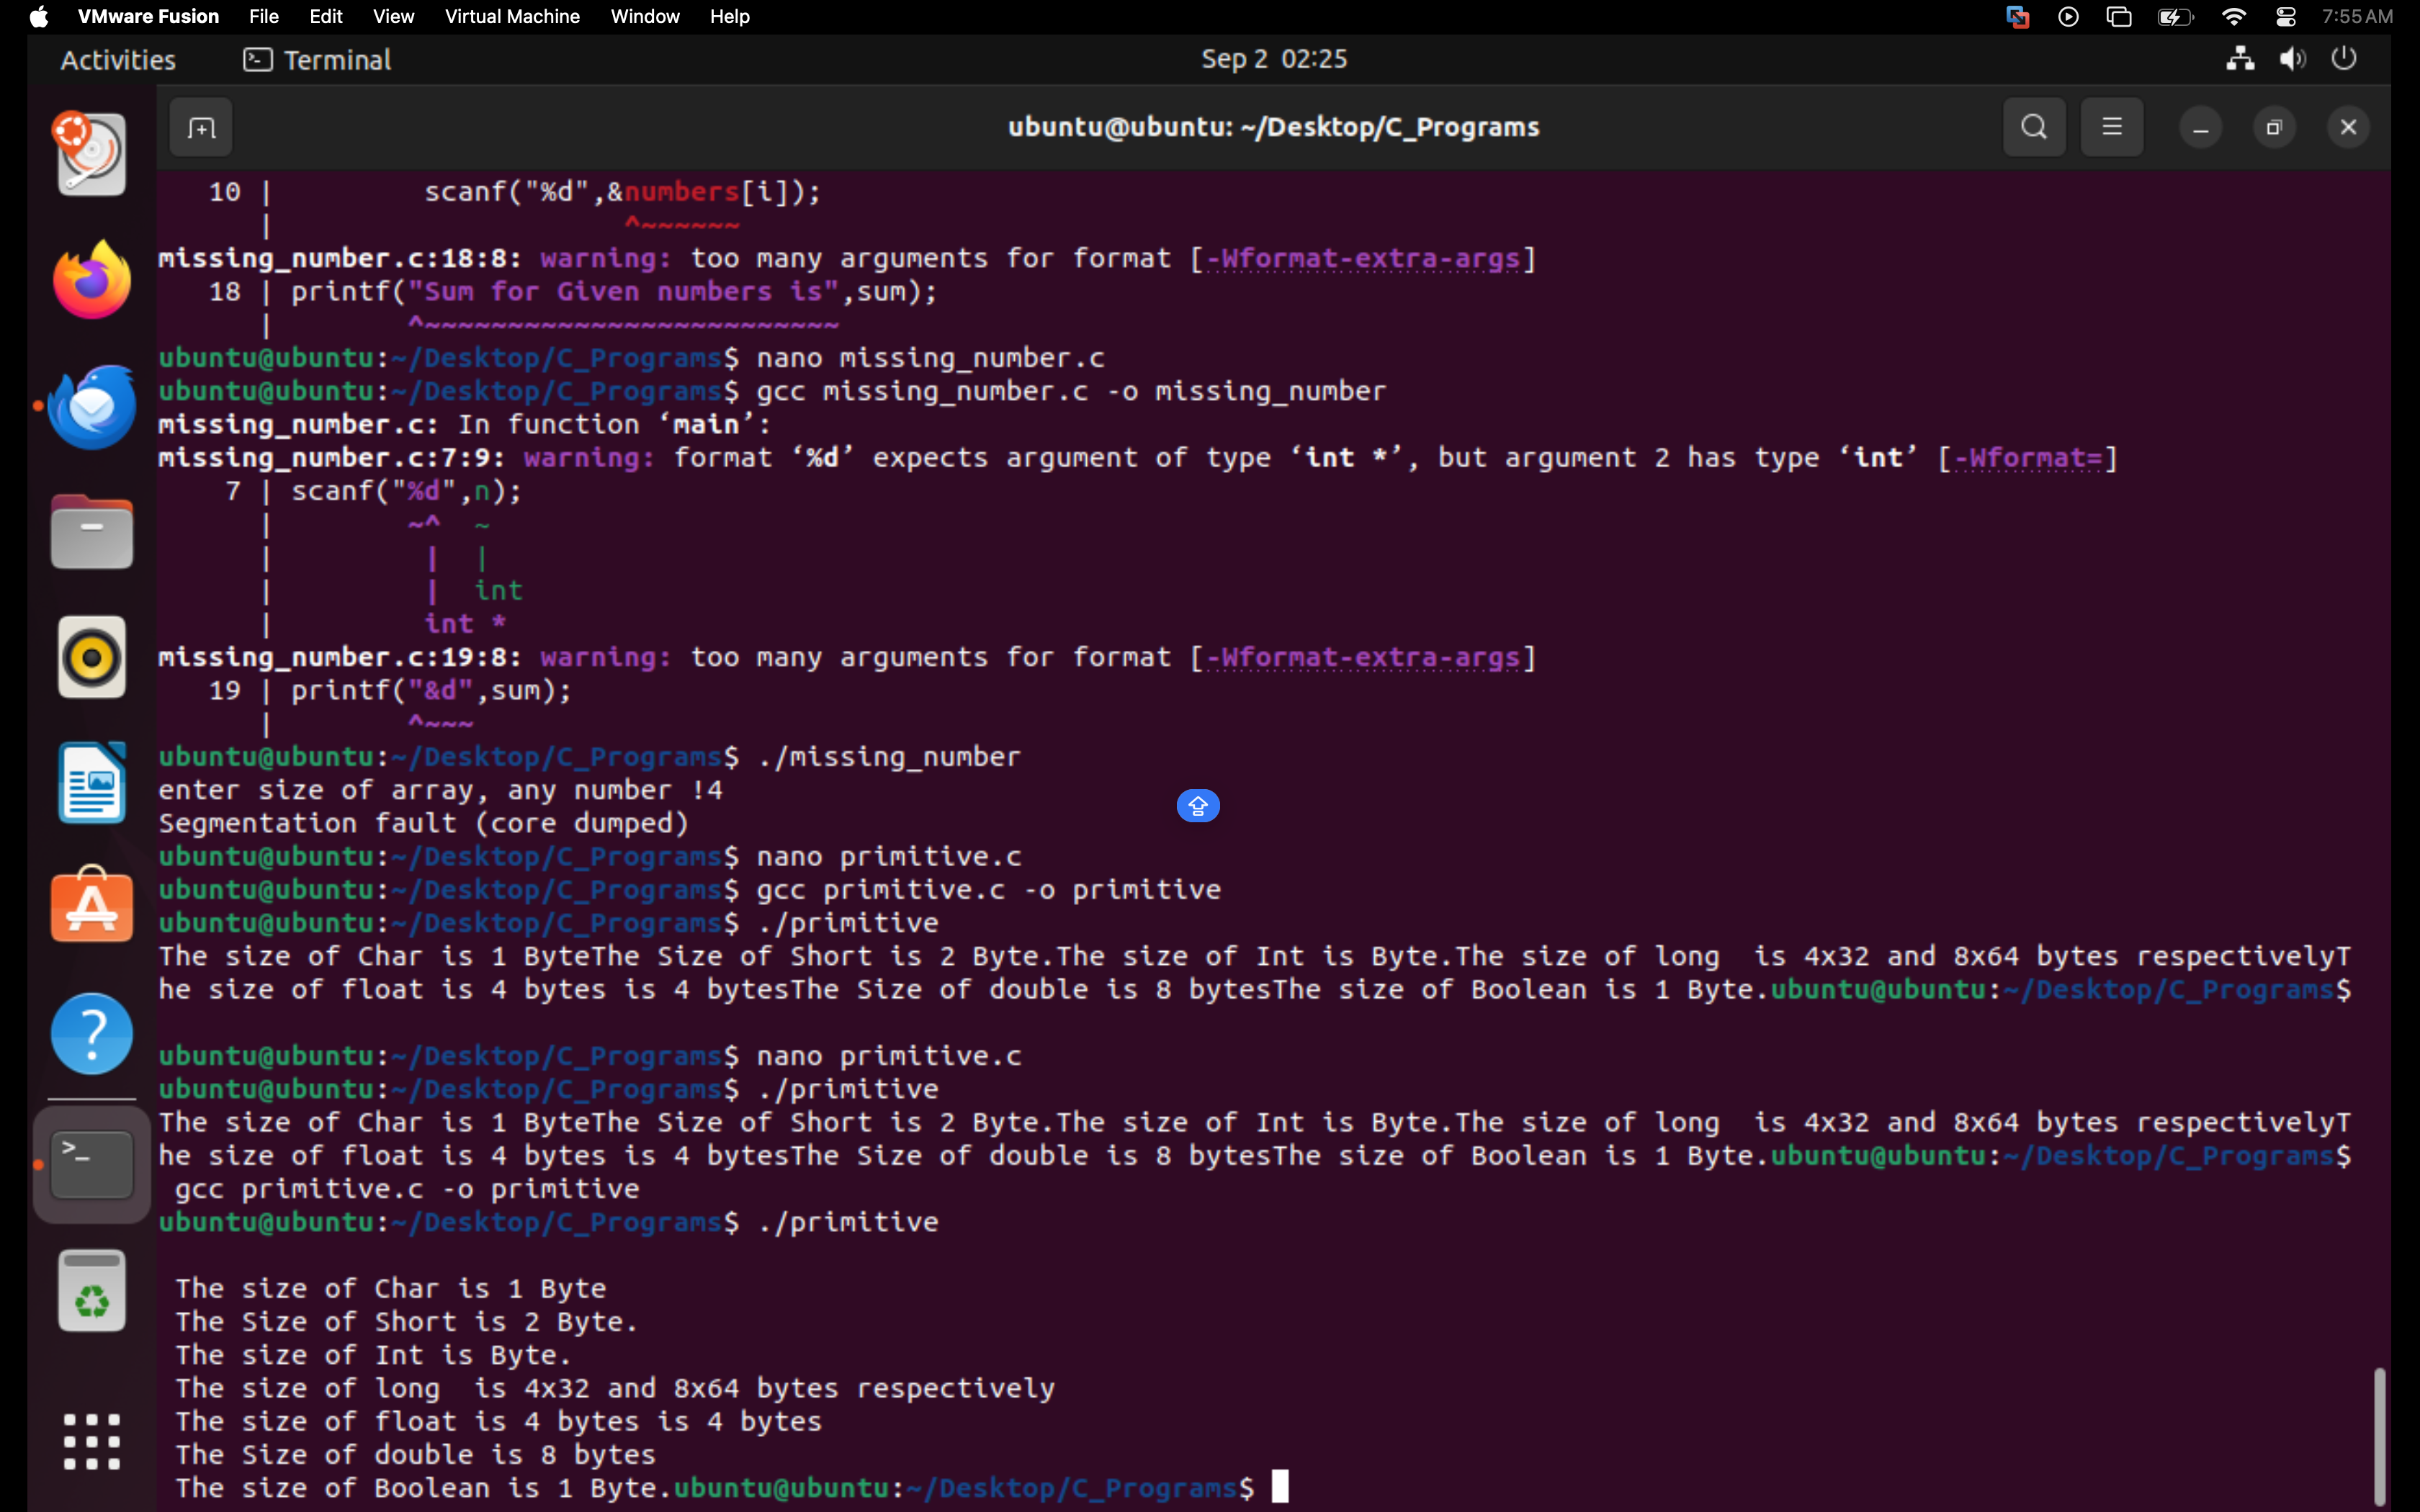 VMware Fusion File Edit View Virtual Machine Window Help 7:55 AM
Activities Terminal Sep 2 02:25
ubuntu@ubuntu: ~/Desktop/C_Programs
10 | scanf("%d",&numbers[i]);
| ^~~~~~~
missing_number.c:18:8: warning: too many arguments for format [-Wformat-extra-args]
18 | printf("Sum for Given numbers is",sum);
| ^~~~~~~~~~~~~~~~~~~~~~~~~~
ubuntu@ubuntu:~/Desktop/C_Programs$ nano missing_number.c
ubuntu@ubuntu:~/Desktop/C_Programs$ gcc missing_number.c -o missing_number
missing_number.c: In function ‘main’:
missing_number.c:7:9: warning: format ‘%d’ expects argument of type ‘int *’, but argument 2 has type ‘int’ [-Wformat=]
7 | scanf("%d",n);
| ~^ ~
| | |
| | int
| int *
missing_number.c:19:8: warning: too many arguments for format [-Wformat-extra-args]
19 | printf("&d",sum);
| ^~~~
ubuntu@ubuntu:~/Desktop/C_Programs$ ./missing_number
enter size of array, any number !4
Segmentation fault (core dumped)
ubuntu@ubuntu:~/Desktop/C_Programs$ nano primitive.c
ubuntu@ubuntu:~/Desktop/C_Programs$ gcc primitive.c -o primitive
ubuntu@ubuntu:~/Desktop/C_Programs$ ./primitive
The size of Char is 1 ByteThe Size of Short is 2 Byte.The size of Int is Byte.The size of long  is 4x32 and 8x64 bytes respectivelyT
he size of float is 4 bytes is 4 bytesThe Size of double is 8 bytesThe size of Boolean is 1 Byte.ubuntu@ubuntu:~/Desktop/C_Programs$
ubuntu@ubuntu:~/Desktop/C_Programs$ nano primitive.c
ubuntu@ubuntu:~/Desktop/C_Programs$ ./primitive
The size of Char is 1 ByteThe Size of Short is 2 Byte.The size of Int is Byte.The size of long  is 4x32 and 8x64 bytes respectivelyT
he size of float is 4 bytes is 4 bytesThe Size of double is 8 bytesThe size of Boolean is 1 Byte.ubuntu@ubuntu:~/Desktop/C_Programs$
gcc primitive.c -o primitive
ubuntu@ubuntu:~/Desktop/C_Programs$ ./primitive
The size of Char is 1 Byte
The Size of Short is 2 Byte.
The size of Int is Byte.
The size of long  is 4x32 and 8x64 bytes respectively
The size of float is 4 bytes is 4 bytes
The Size of double is 8 bytes
The size of Boolean is 1 Byte.ubuntu@ubuntu:~/Desktop/C_Programs$